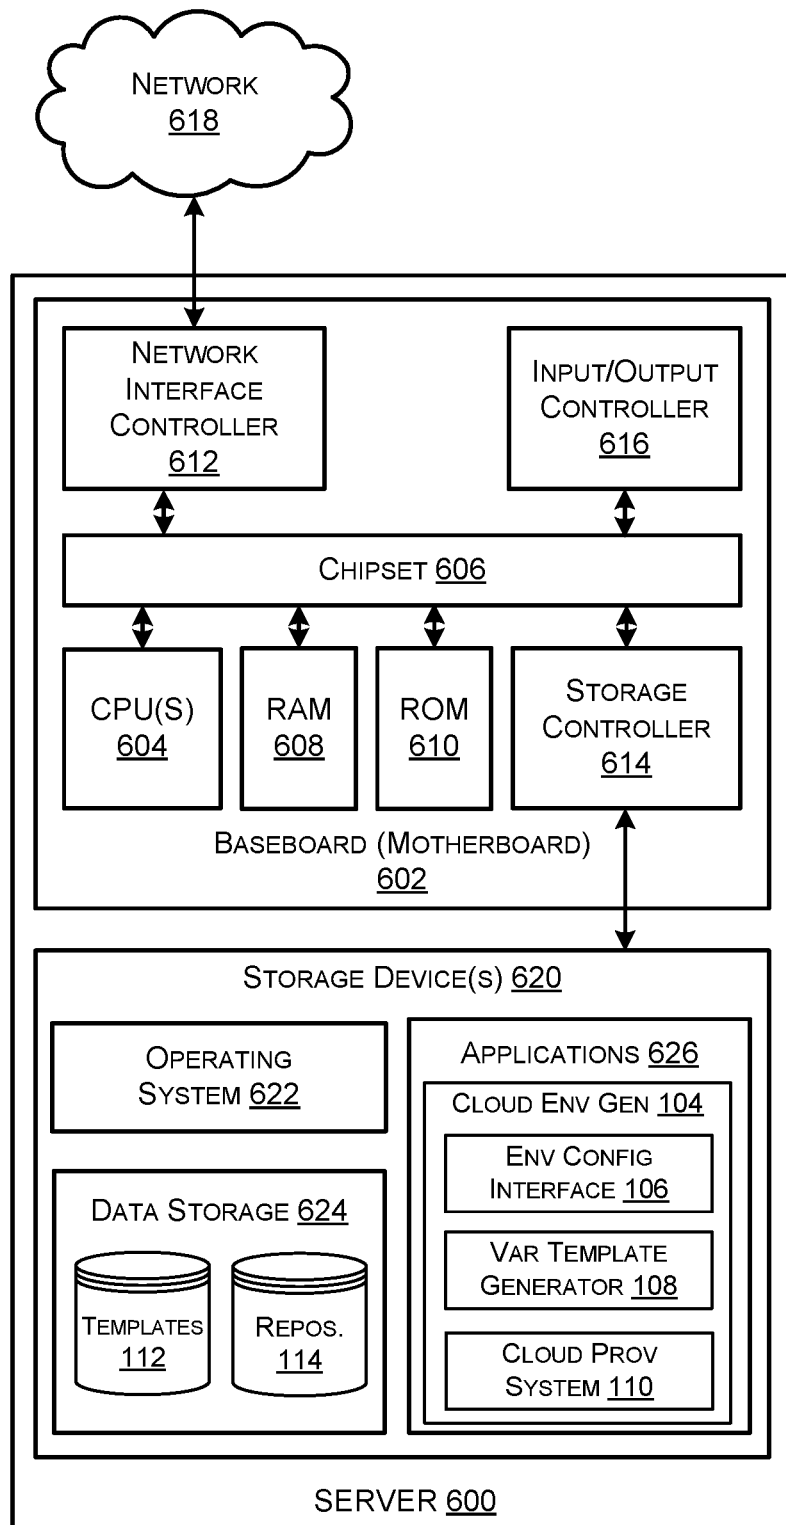 NETWORK
618
NETWORK
INTERFACE
CONTROLLER
612
INPUT/OUTPUT
CONTROLLER
616
CHIPSET 606
CPU(S)
604
RAM
608
ROM
610
STORAGE
CONTROLLER
614
BASEBOARD (MOTHERBOARD)
602
STORAGE DEVICE(S) 620
OPERATING
SYSTEM 622
DATA STORAGE 624
TEMPLATES
112
REPOS.
114
APPLICATIONS 626
CLOUD ENV GEN 104
ENV CONFIG
INTERFACE 106
VAR TEMPLATE
GENERATOR 108
CLOUD PROV
SYSTEM 110
SERVER 600